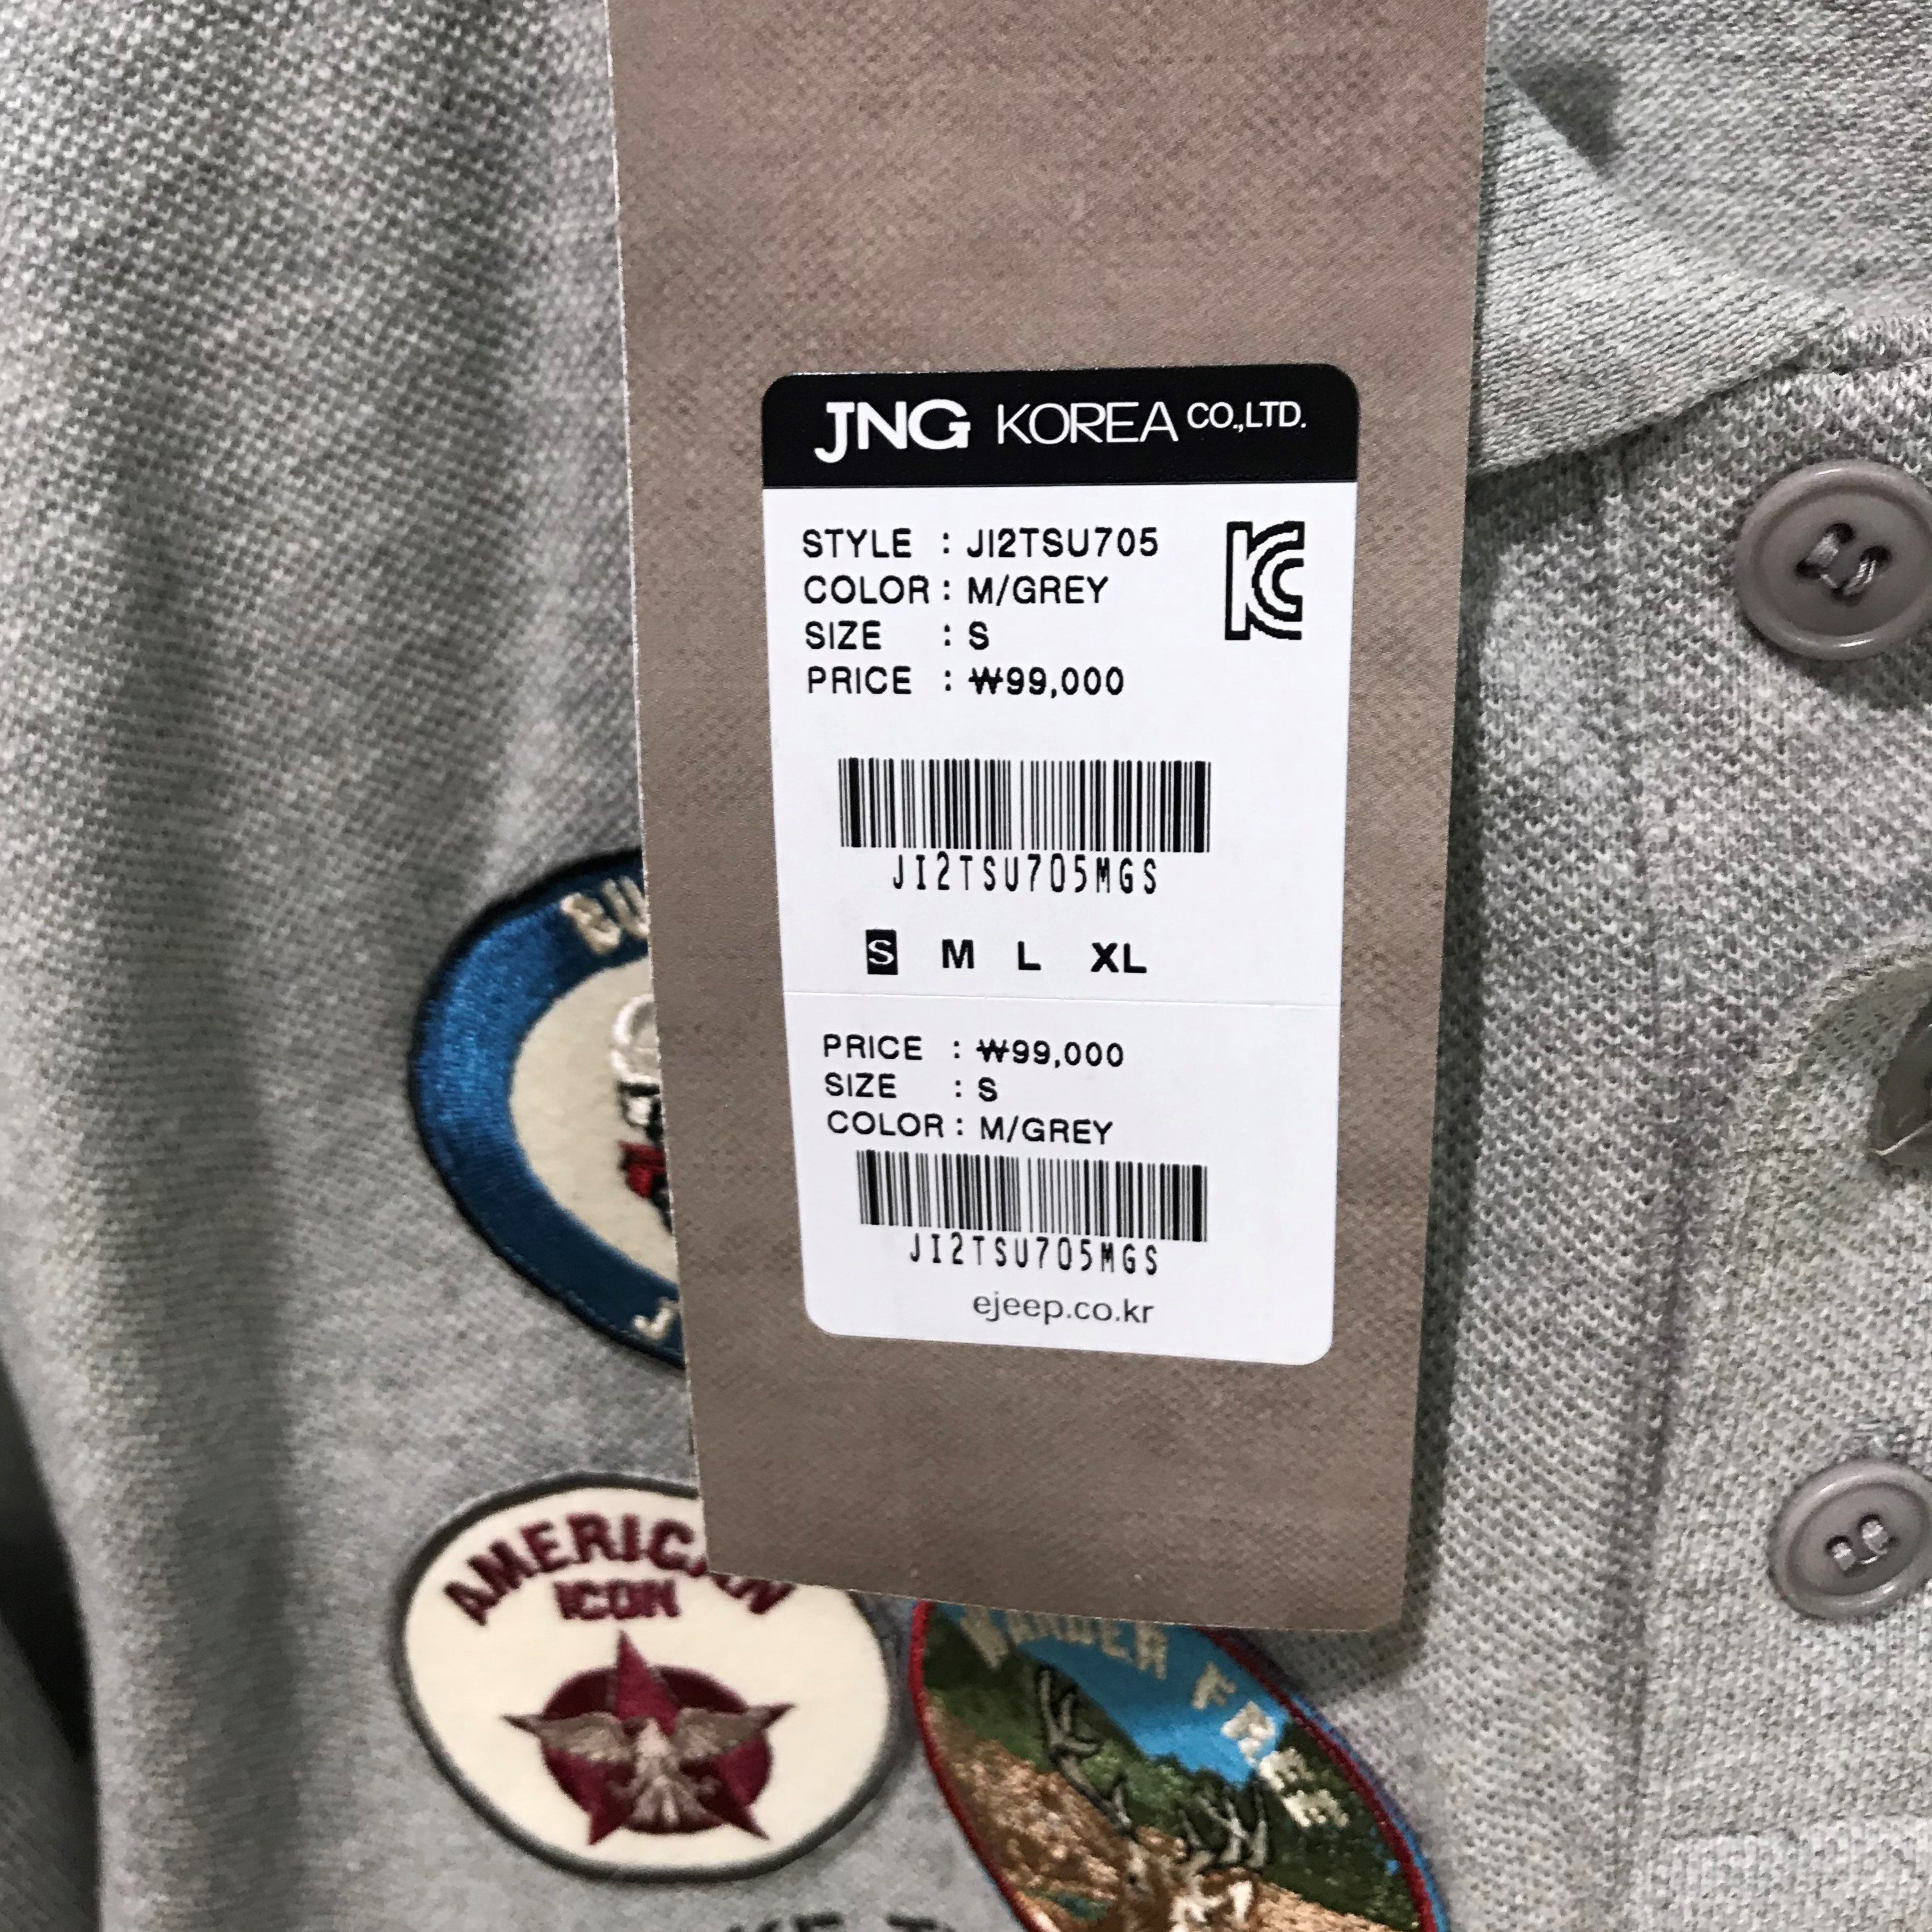 JNG KOREA CO.,LTD.
STYLE : JI2TSU705
COLOR : M/GREY
SIZE : S
PRICE : ₩99,000
JI2TSU705MGS
S M L XL
PRICE : ₩99,000
SIZE : S
COLOR : M/GREY
JI2TSU705MGS
ejeep.co.kr
AMERICAN
ICON
FREE